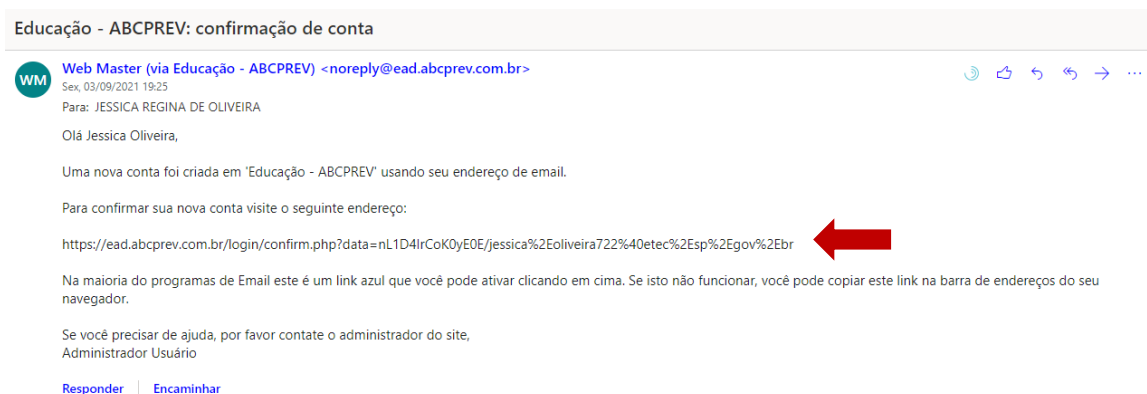 Educação - ABCPREV: confirmação de conta
WM
Web Master (via Educação - ABCPREV) <noreply@ead.abcprev.com.br>
Sex, 03/09/2021 19:25
Para: JESSICA REGINA DE OLIVEIRA
Olá Jessica Oliveira,
Uma nova conta foi criada em 'Educação - ABCPREV' usando seu endereço de email.
Para confirmar sua nova conta visite o seguinte endereço:
https://ead.abcprev.com.br/login/confirm.php?data=nL1D4IrCoK0yE0E/jessica%2Eoliveira722%40etec%2Esp%2Egov%2Ebr
Na maioria do programas de Email este é um link azul que você pode ativar clicando em cima. Se isto não funcionar, você pode copiar este link na barra de endereços do seu
navegador.
Se você precisar de ajuda, por favor contate o administrador do site,
Administrador Usuário
Responder Encaminhar